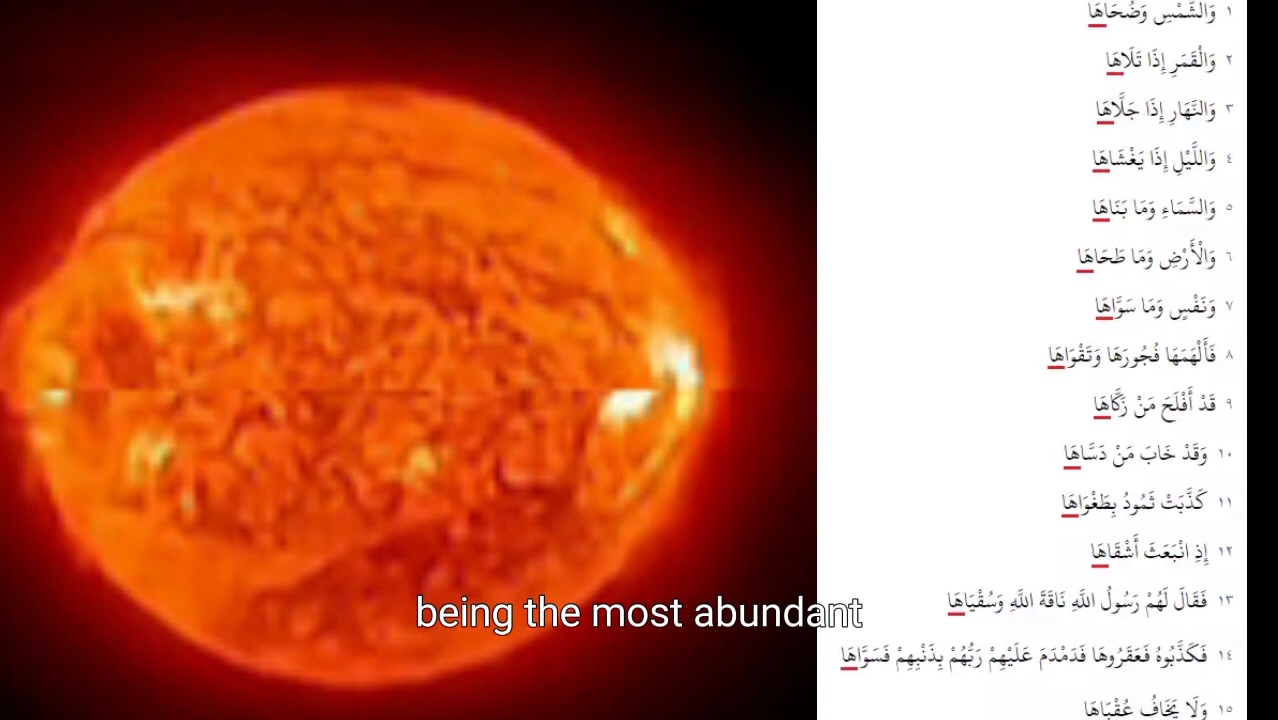 ١ وَالشَّمْسِ وَضُحَاهَا
٢ وَالْقَمَرِ إِذَا تَلَاهَا
٣ وَالنَّهَارِ إِذَا جَلَّاهَا
٤ وَاللَّيْلِ إِذَا يَغْشَاهَا
٥ وَالسَّمَاءِ وَمَا بَنَاهَا
٦ وَالْأَرْضِ وَمَا طَحَاهَا
٧ وَنَفْسٍ وَمَا سَوَّاهَا
٨ فَأَلْهَمَهَا فُجُورَهَا وَتَقْوَاهَا
٩ قَدْ أَفْلَحَ مَنْ زَكَّاهَا
١٠ وَقَدْ خَابَ مَنْ دَسَّاهَا
١١ كَذَّبَتْ ثَمُودُ بِطَغْوَاهَا
١٢ إِذِ انْبَعَثَ أَشْقَاهَا
١٣ فَقَالَ لَهُمْ رَسُولُ اللَّهِ نَاقَةَ اللَّهِ وَسُقْيَاهَا
١٤ فَكَذَّبُوهُ فَعَقَرُوهَا فَدَمْدَمَ عَلَيْهِمْ رَبُّهُمْ بِذَنْبِهِمْ فَسَوَّاهَا
١٥ وَلَا يَخَافُ عُقْبَاهَا
being the most abundant